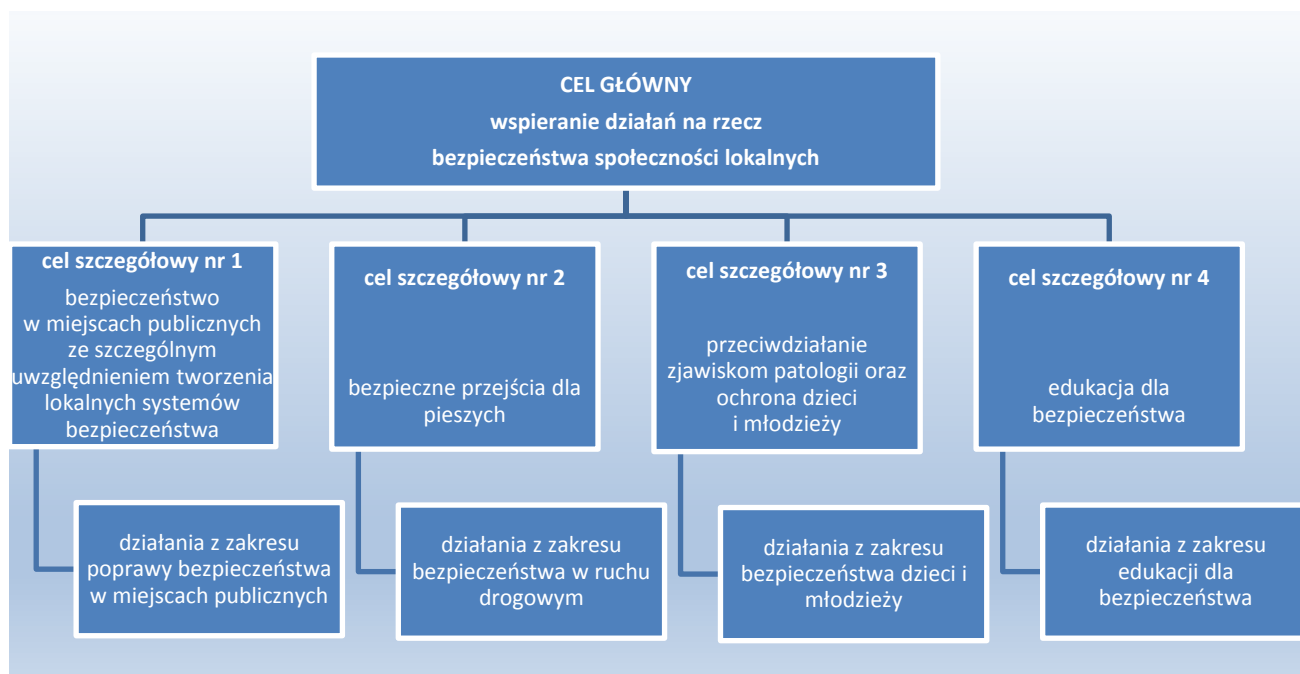 CEL GŁÓWNY
wspieranie działań na rzecz
bezpieczeństwa społeczności lokalnych
cel szczegółowy nr 1
bezpieczeństwo
w miejscach publicznych
ze szczególnym
uwzględnieniem tworzenia
lokalnych systemów
bezpieczeństwa
cel szczegółowy nr 2
bezpieczne przejścia dla
pieszych
cel szczegółowy nr 3
przeciwdziałanie
zjawiskom patologii oraz
ochrona dzieci
i młodzieży
cel szczegółowy nr 4
edukacja dla
bezpieczeństwa
działania z zakresu
poprawy bezpieczeństwa
w miejscach publicznych
działania z zakresu
bezpieczeństwa w ruchu
drogowym
działania z zakresu
bezpieczeństwa dzieci i
młodzieży
działania z zakresu
edukacji dla
bezpieczeństwa